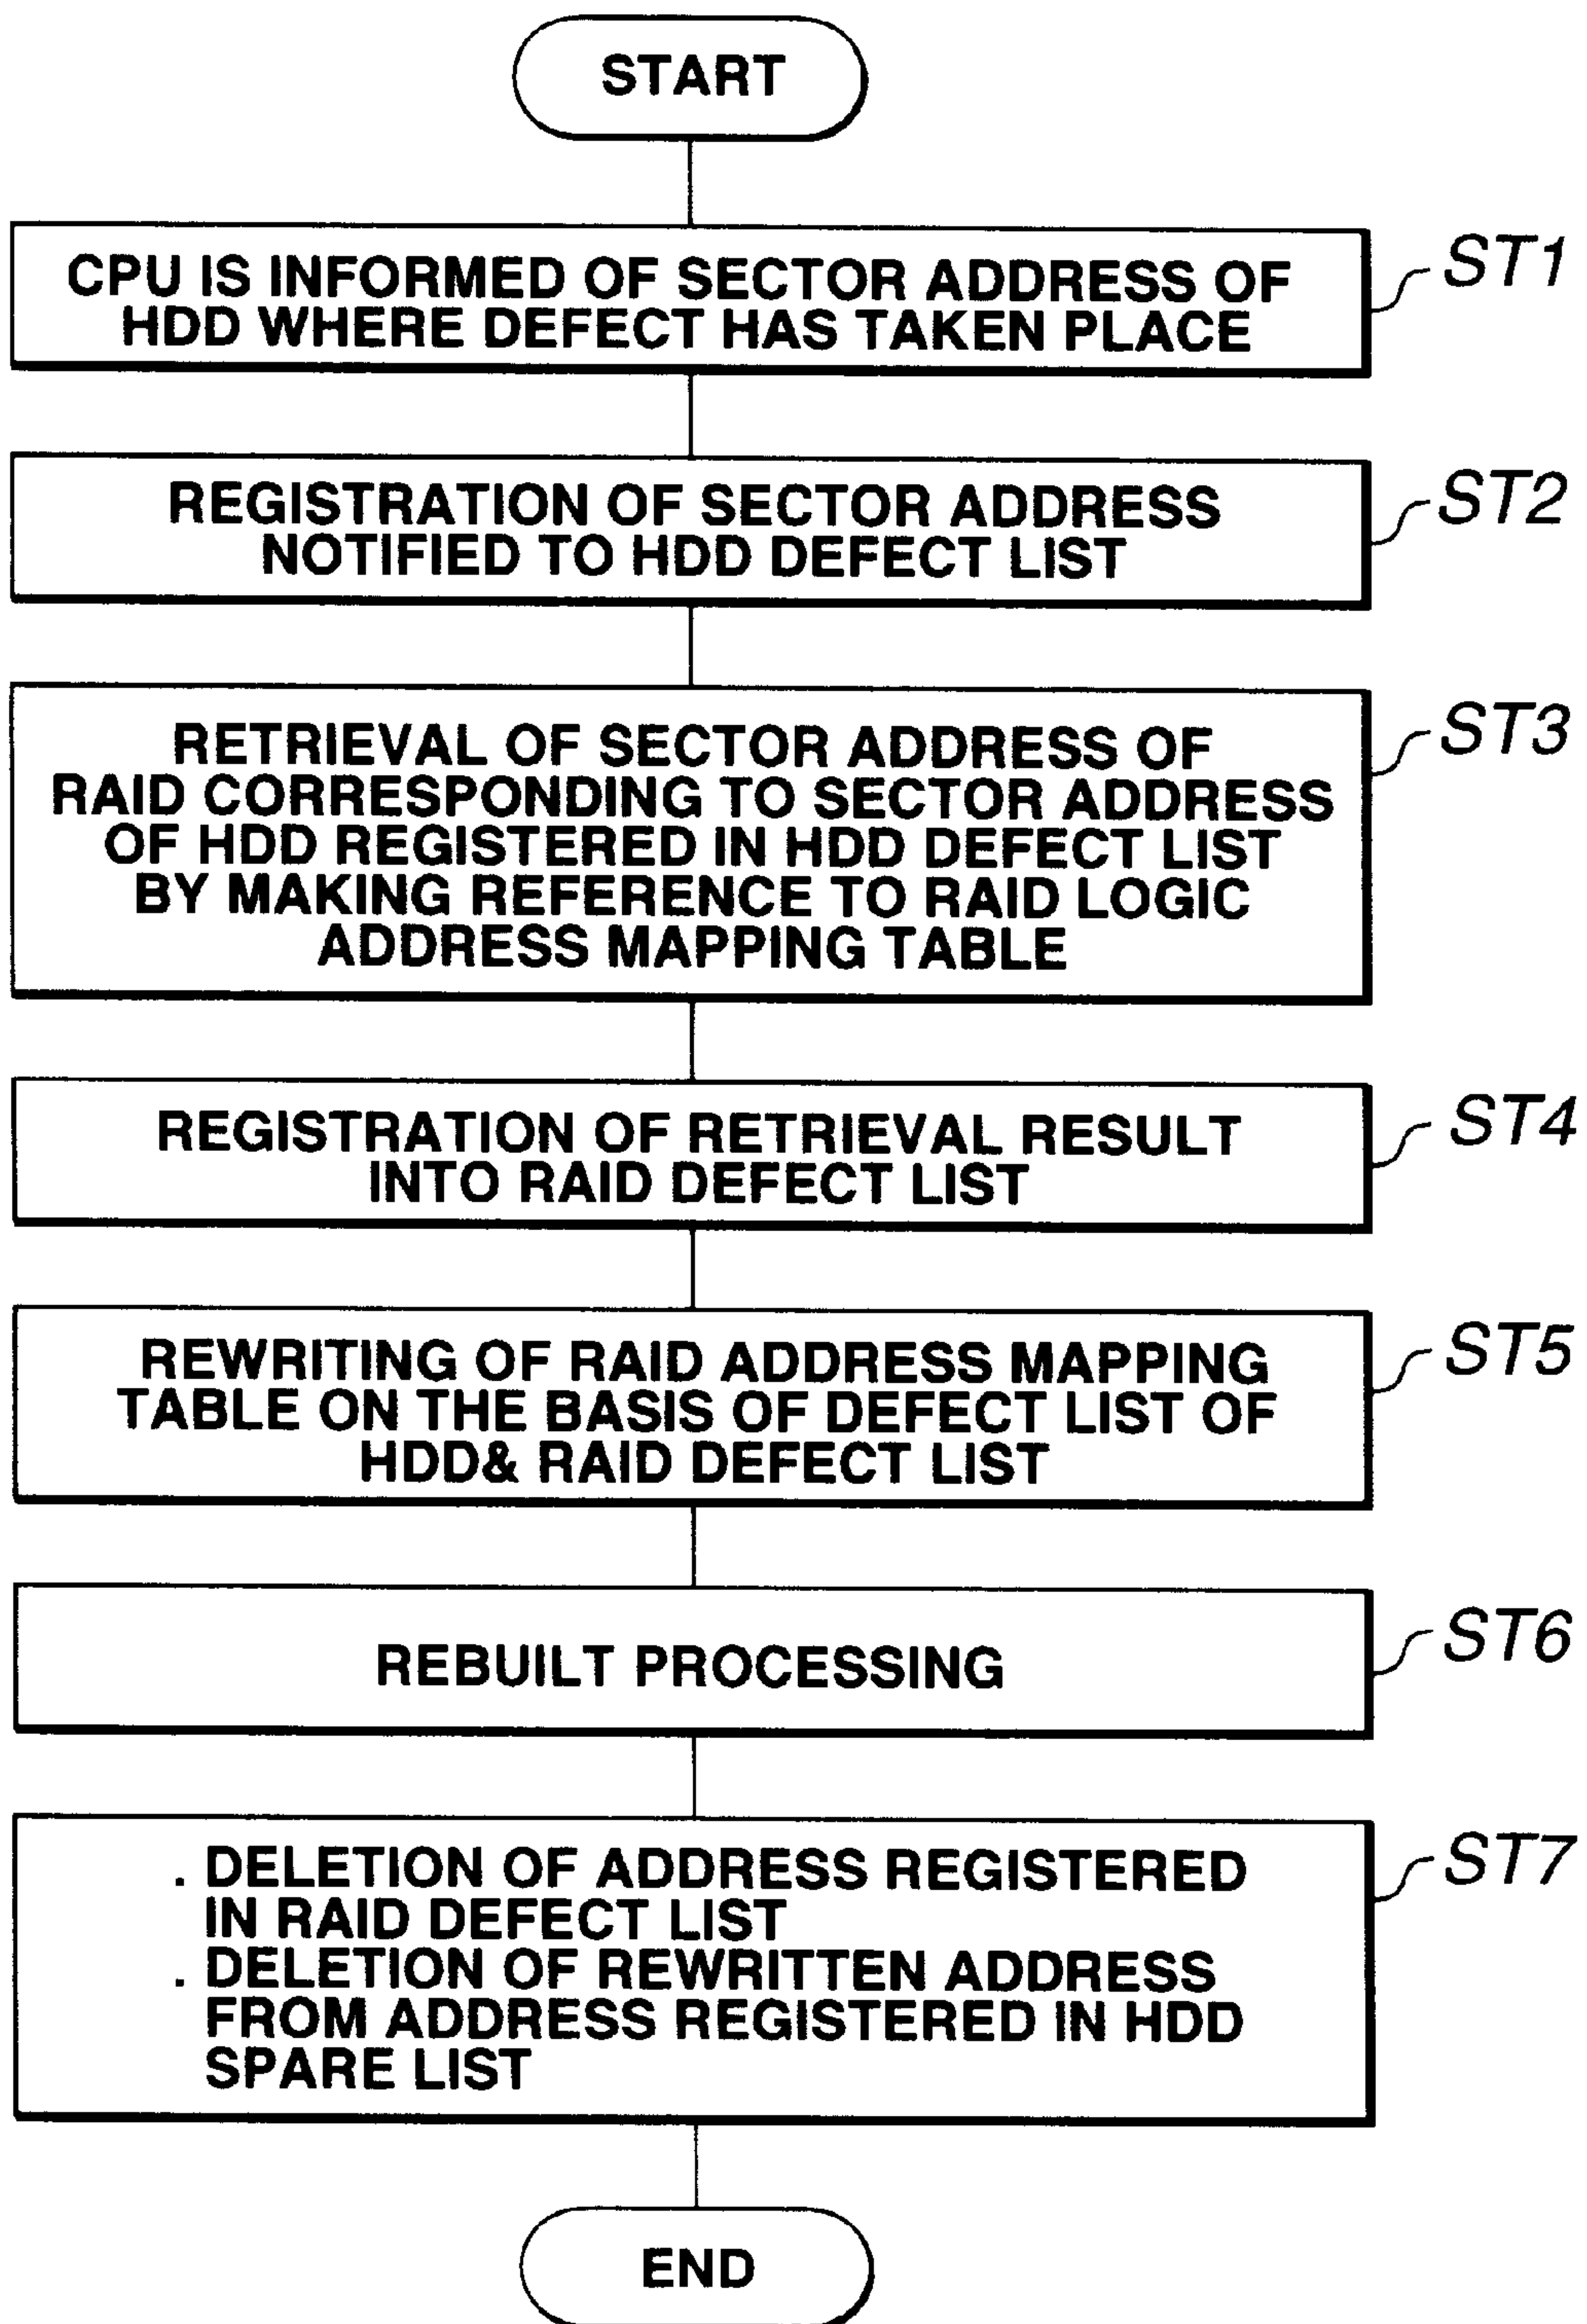 START
CPU IS INFORMED OF SECTOR ADDRESS OF
HDD WHERE DEFECT HAS TAKEN PLACE
ST1
REGISTRATION OF SECTOR ADDRESS
NOTIFIED TO HDD DEFECT LIST
ST2
RETRIEVAL OF SECTOR ADDRESS OF
RAID CORRESPONDING TO SECTOR ADDRESS
OF HDD REGISTERED IN HDD DEFECT LIST
BY MAKING REFERENCE TO RAID LOGIC
ADDRESS MAPPING TABLE
ST3
REGISTRATION OF RETRIEVAL RESULT
INTO RAID DEFECT LIST
ST4
REWRITING OF RAID ADDRESS MAPPING
TABLE ON THE BASIS OF DEFECT LIST OF
HDD& RAID DEFECT LIST
ST5
REBUILT PROCESSING
ST6
. DELETION OF ADDRESS REGISTERED
IN RAID DEFECT LIST
. DELETION OF REWRITTEN ADDRESS
FROM ADDRESS REGISTERED IN HDD
SPARE LIST
ST7
END